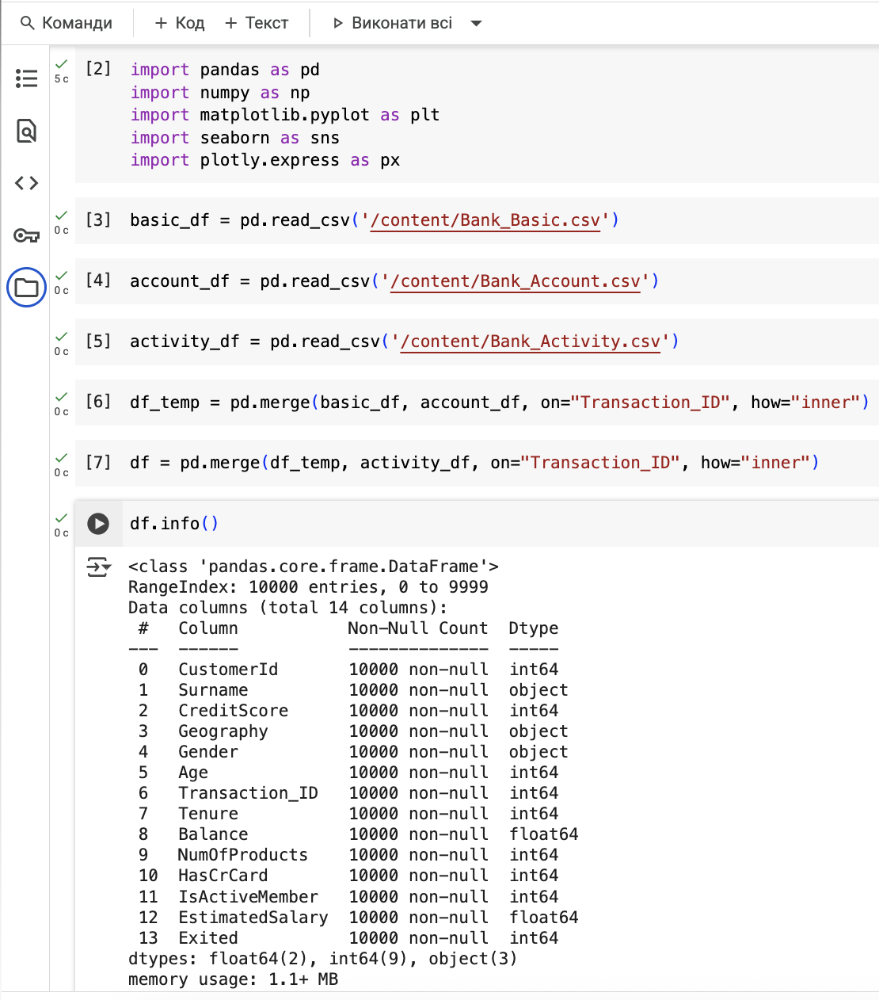 Команди + Код + Текст Виконати всі
5 с [2] import pandas as pd
import numpy as np
import matplotlib.pyplot as plt
import seaborn as sns
import plotly.express as px
0 с [3] basic_df = pd.read_csv('/content/Bank_Basic.csv')
0 с [4] account_df = pd.read_csv('/content/Bank_Account.csv')
0 с [5] activity_df = pd.read_csv('/content/Bank_Activity.csv')
0 с [6] df_temp = pd.merge(basic_df, account_df, on="Transaction_ID", how="inner")
0 с [7] df = pd.merge(df_temp, activity_df, on="Transaction_ID", how="inner")
0 с df.info()
<class 'pandas.core.frame.DataFrame'>
RangeIndex: 10000 entries, 0 to 9999
Data columns (total 14 columns):
 #   Column           Non-Null Count  Dtype
---  ------           --------------  -----
 0   CustomerId       10000 non-null  int64
 1   Surname          10000 non-null  object
 2   CreditScore      10000 non-null  int64
 3   Geography        10000 non-null  object
 4   Gender           10000 non-null  object
 5   Age              10000 non-null  int64
 6   Transaction_ID   10000 non-null  int64
 7   Tenure           10000 non-null  int64
 8   Balance          10000 non-null  float64
 9   NumOfProducts    10000 non-null  int64
 10  HasCrCard        10000 non-null  int64
 11  IsActiveMember   10000 non-null  int64
 12  EstimatedSalary  10000 non-null  float64
 13  Exited           10000 non-null  int64
dtypes: float64(2), int64(9), object(3)
memory usage: 1.1+ MB